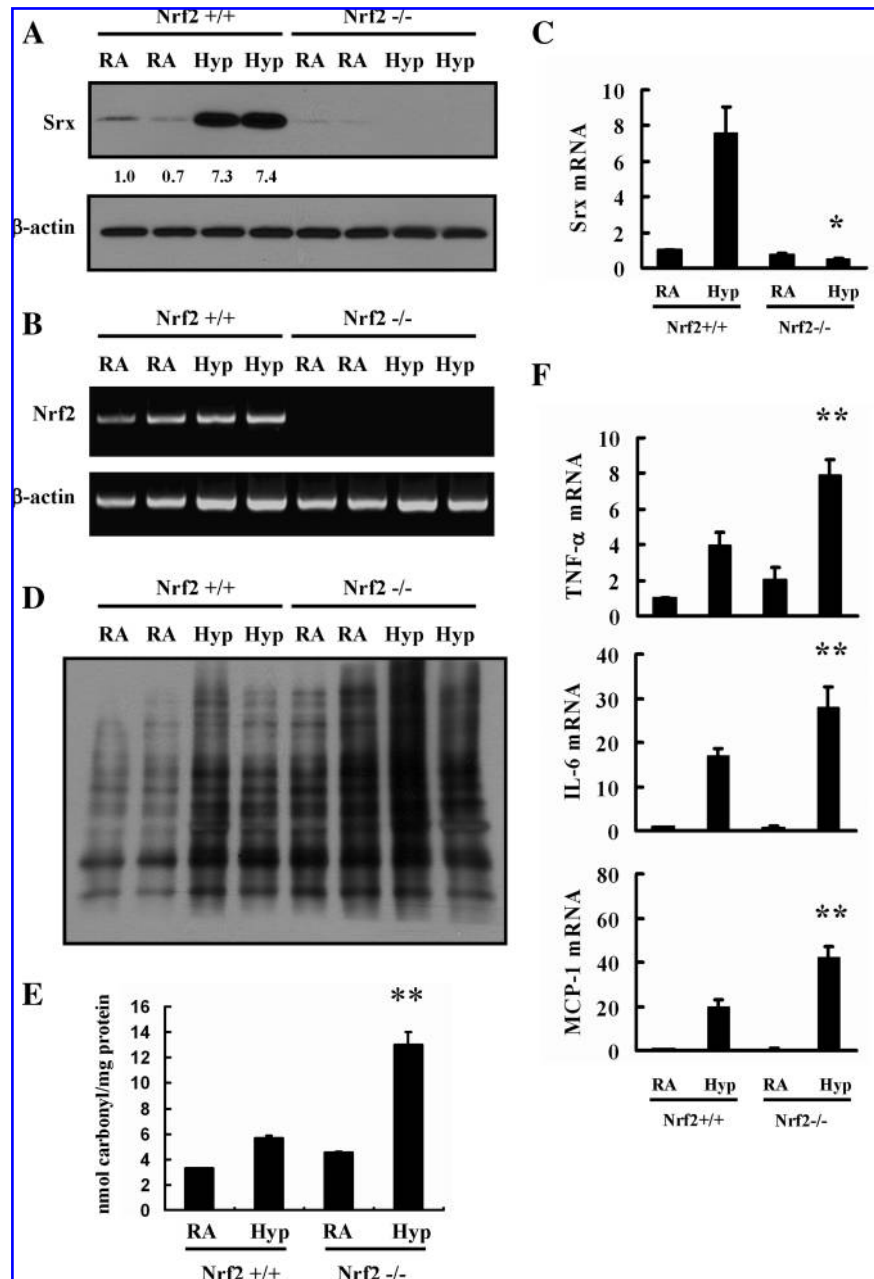 A
Nrf2 +/+ Nrf2 -/-
RA RA Hyp Hyp RA RA Hyp Hyp
Srx
1.0 0.7 7.3 7.4
β-actin
B
Nrf2 +/+ Nrf2 -/-
RA RA Hyp Hyp RA RA Hyp Hyp
Nrf2
β-actin
D
Nrf2 +/+ Nrf2 -/-
RA RA Hyp Hyp RA RA Hyp Hyp
E
nmol carbonyl/mg protein
16
14
12
10
8
6
4
2
0
**
RA Hyp RA Hyp
Nrf2 +/+ Nrf2 -/-
C
Srx mRNA
10
8
6
4
2
0
*
RA Hyp RA Hyp
Nrf2+/+ Nrf2-/-
F
TNF-α mRNA
10
8
6
4
2
0
**
IL-6 mRNA
40
30
20
10
0
**
MCP-1 mRNA
80
60
40
20
0
**
RA Hyp RA Hyp
Nrf2+/+ Nrf2-/-